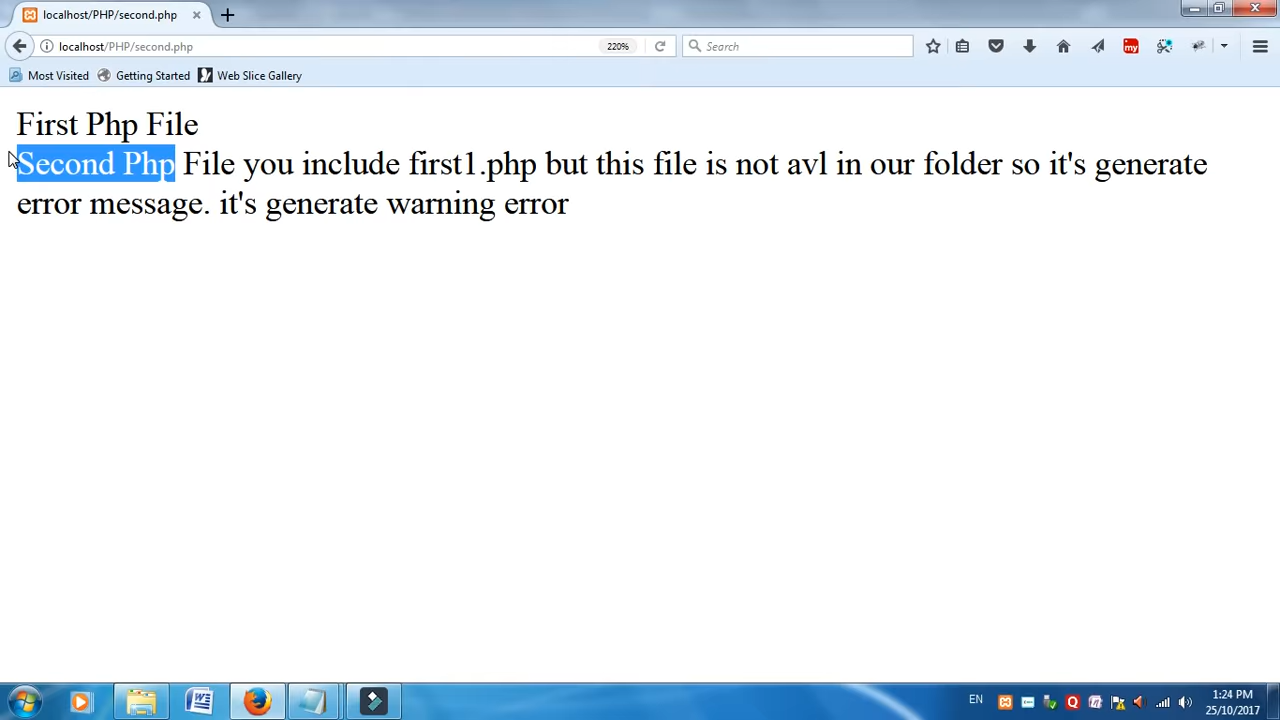 localhost/PHP/second.php
localhost/PHP/second.php
220%
Search
my
Most Visited
Getting Started
Web Slice Gallery
First Php File
Second Php File you include first1.php but this file is not avl in our folder so it's generate
error message. it's generate warning error
EN
1:24 PM
25/10/2017